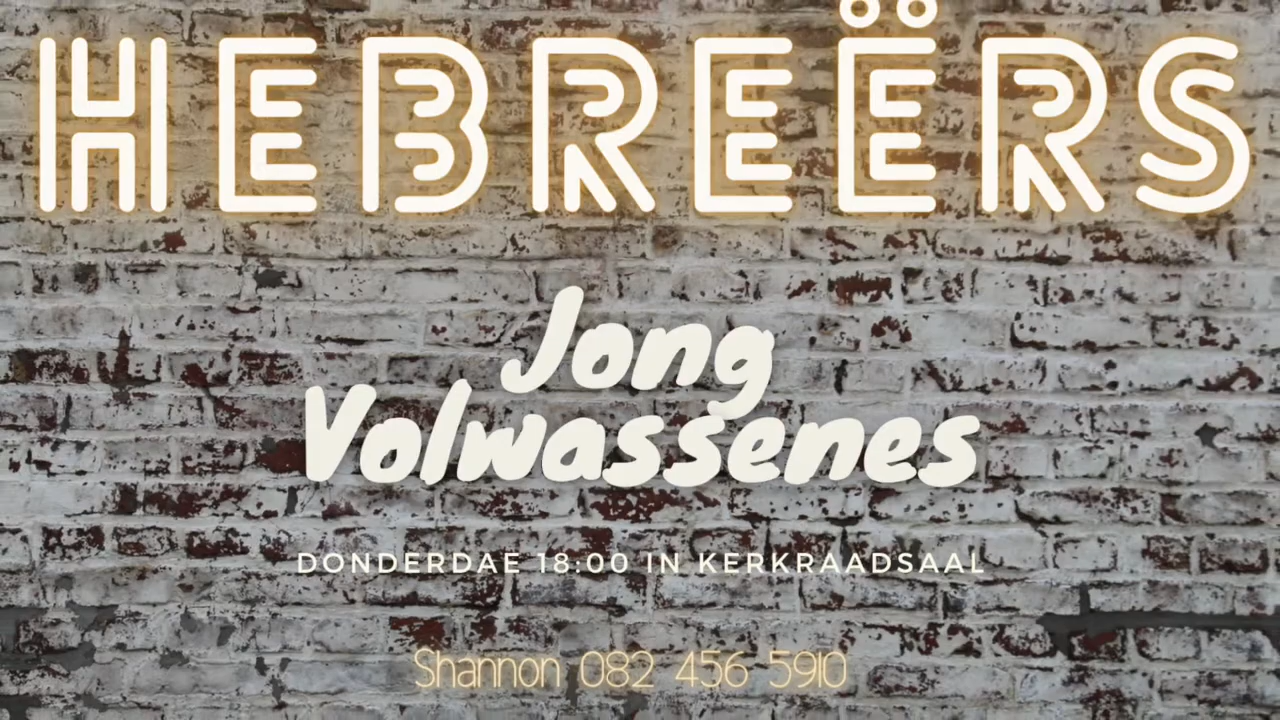 HEBREËRS
Jong
Volwassenes
DONDERDAE 18:00 IN KERKRAADSAAL
Shannon 082 456 5910